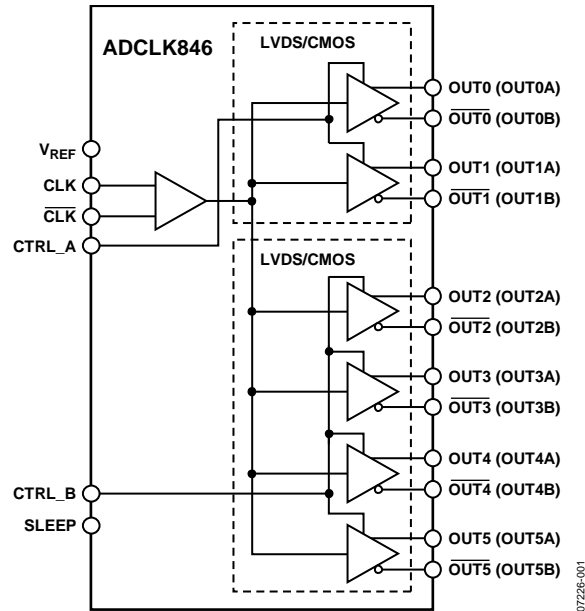 ADCLK846
LVDS/CMOS
VREF
CLK
CLK
CTRL_A
OUT0 (OUT0A)
OUT0 (OUT0B)
OUT1 (OUT1A)
OUT1 (OUT1B)
LVDS/CMOS
OUT2 (OUT2A)
OUT2 (OUT2B)
OUT3 (OUT3A)
OUT3 (OUT3B)
OUT4 (OUT4A)
OUT4 (OUT4B)
OUT5 (OUT5A)
OUT5 (OUT5B)
CTRL_B
SLEEP
07226-001